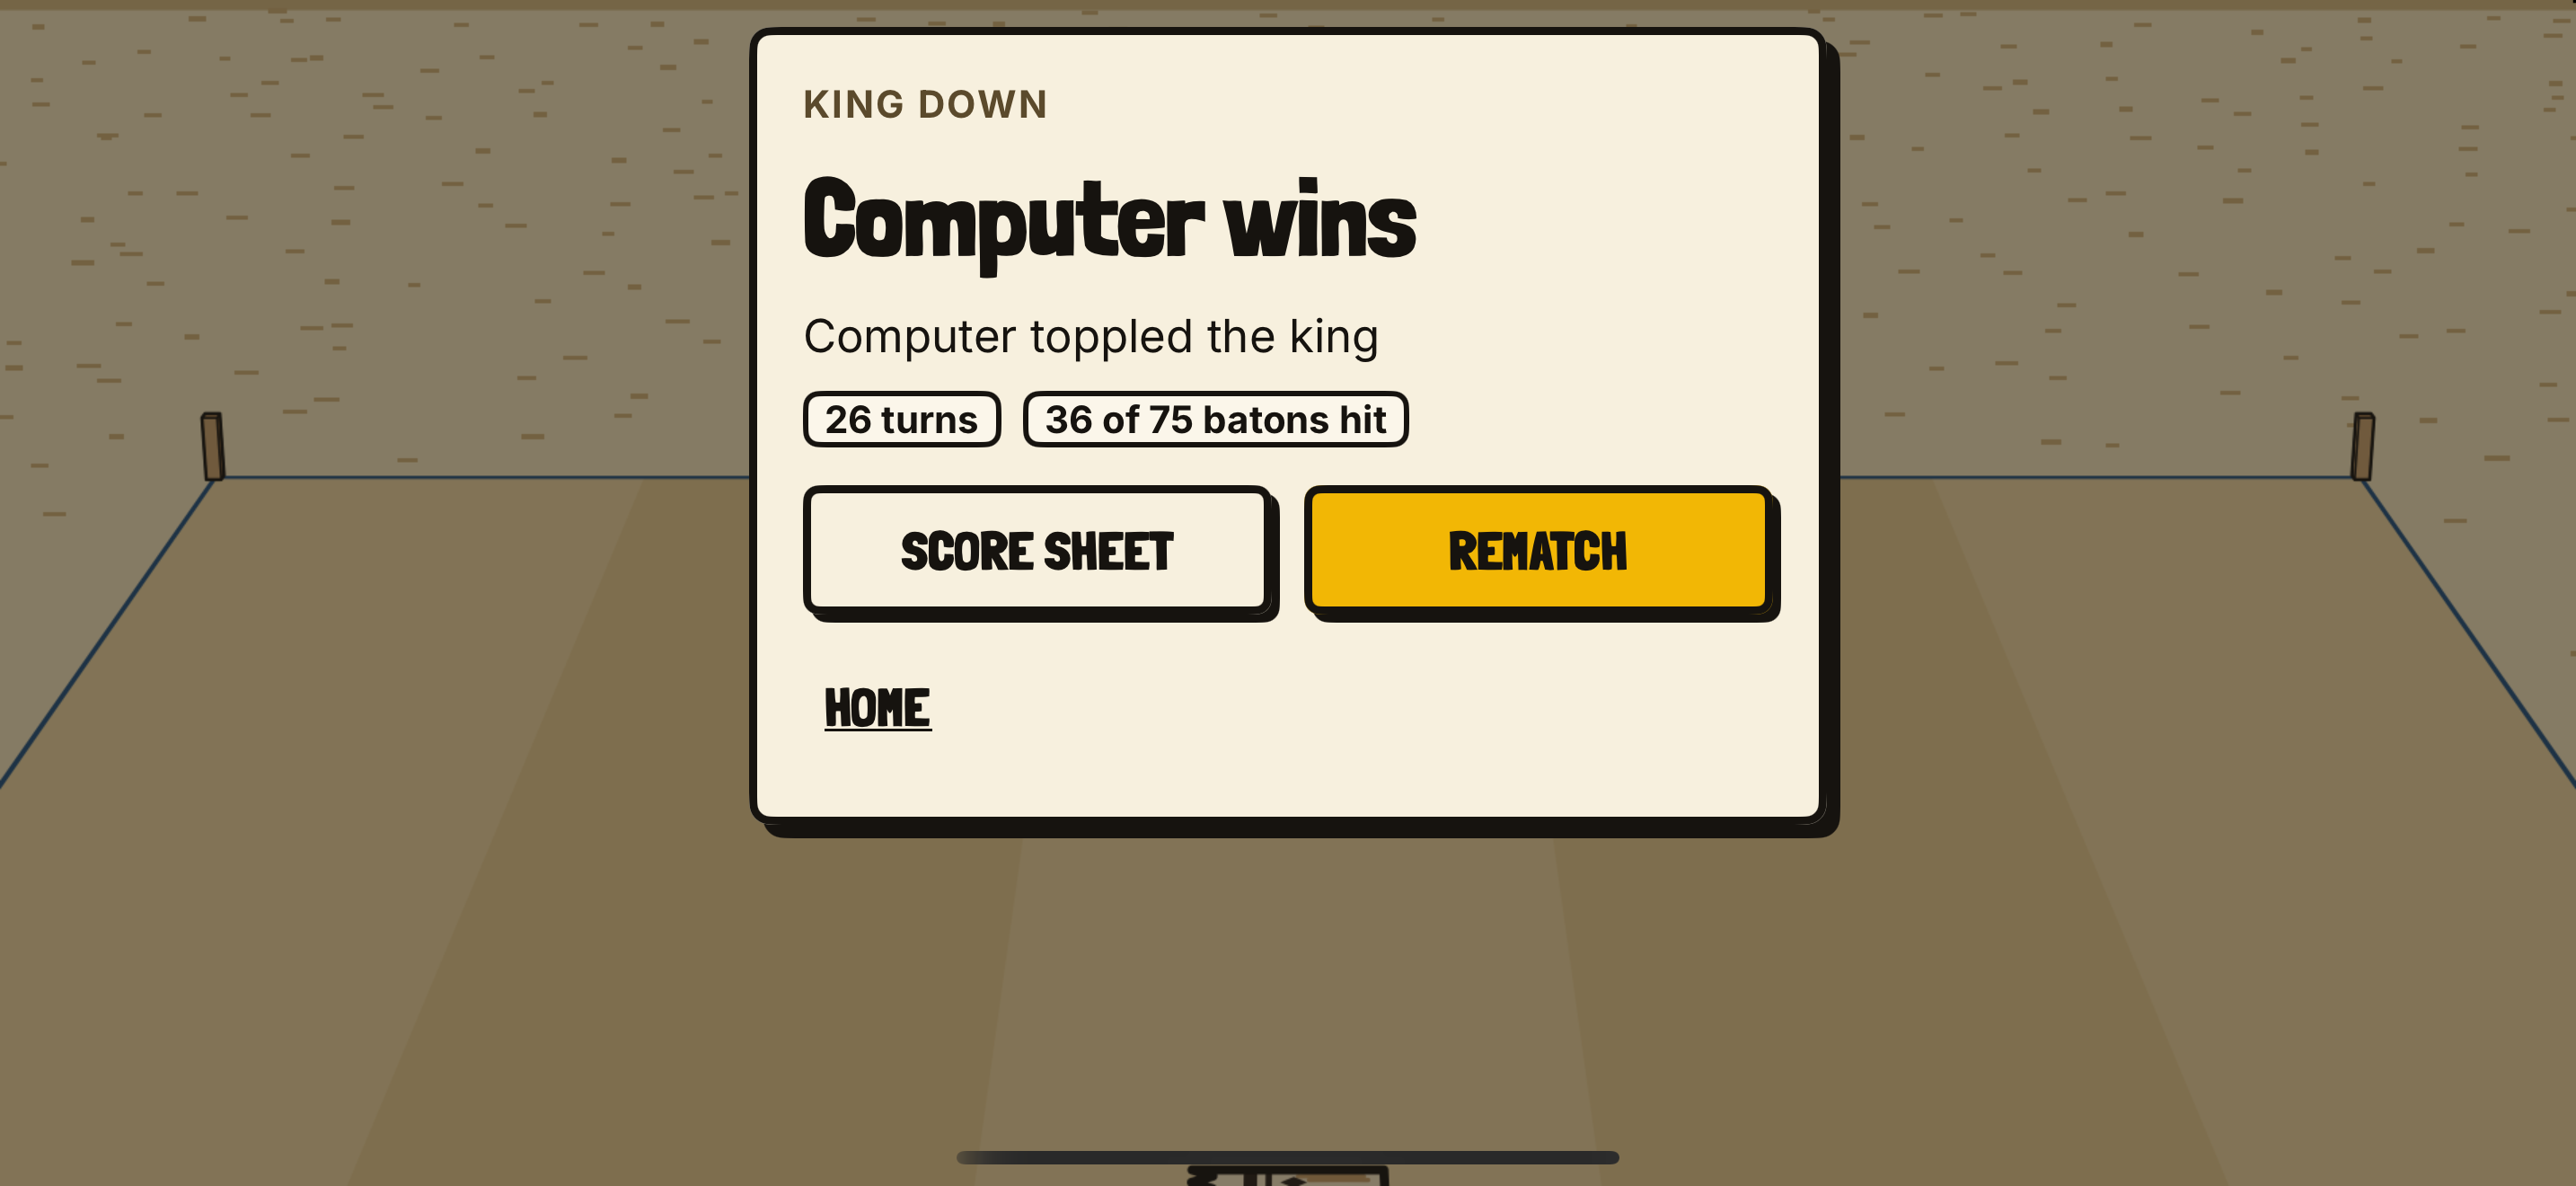 KING DOWN
Computer wins
Computer toppled the king
26 turns 36 of 75 batons hit
SCORE SHEET REMATCH
HOME